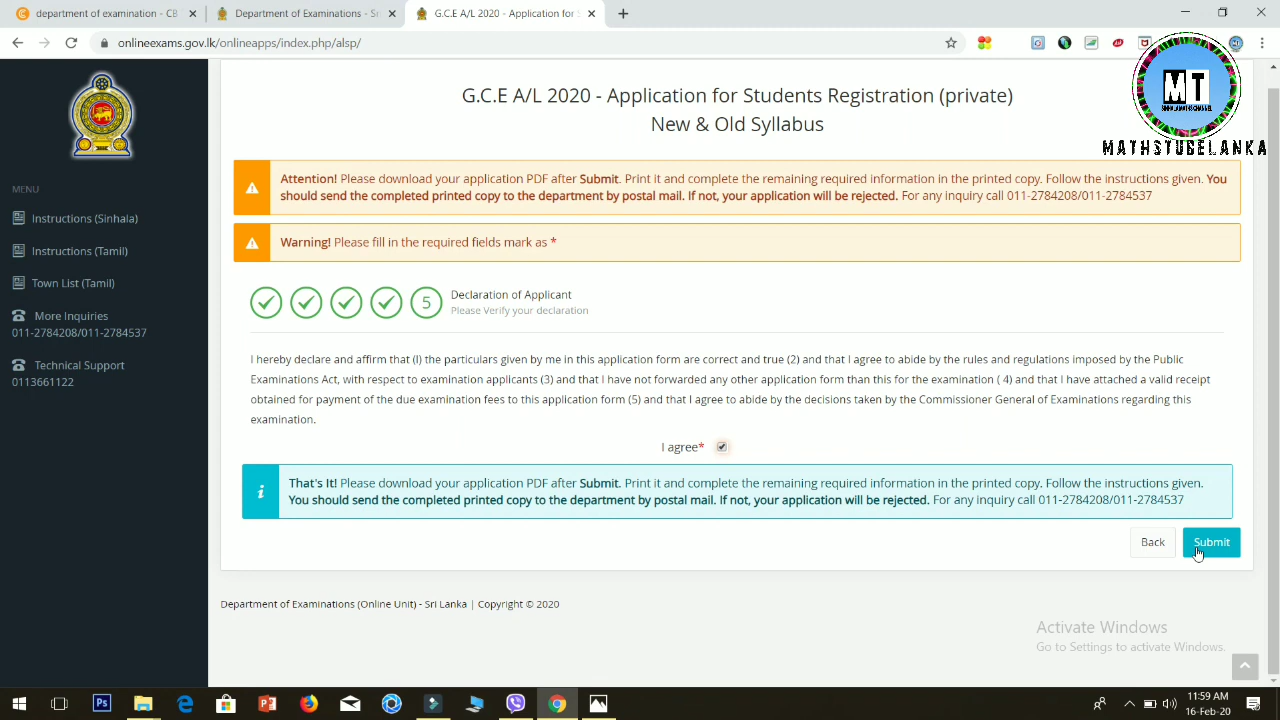 department of examination - CB
Department of Examinations - Sri
G.C.E A/L 2020 - Application for S
onlineexams.gov.lk/onlineapps/index.php/alsp/
MT
MATHSTUBELANKA
G.C.E A/L 2020 - Application for Students Registration (private)
New & Old Syllabus
MENU
Instructions (Sinhala)
Instructions (Tamil)
Town List (Tamil)
More Inquiries
011-2784208/011-2784537
Technical Support
0113661122
Attention! Please download your application PDF after Submit. Print it and complete the remaining required information in the printed copy. Follow the instructions given. You
should send the completed printed copy to the department by postal mail. If not, your application will be rejected. For any inquiry call 011-2784208/011-2784537
Warning! Please fill in the required fields mark as *
5
Declaration of Applicant
Please Verify your declaration
I hereby declare and affirm that (I) the particulars given by me in this application form are correct and true (2) and that I agree to abide by the rules and regulations imposed by the Public
Examinations Act, with respect to examination applicants (3) and that I have not forwarded any other application form than this for the examination ( 4) and that I have attached a valid receipt
obtained for payment of the due examination fees to this application form (5) and that I agree to abide by the decisions taken by the Commissioner General of Examinations regarding this
examination.
I agree*
That's It! Please download your application PDF after Submit. Print it and complete the remaining required information in the printed copy. Follow the instructions given.
You should send the completed printed copy to the department by postal mail. If not, your application will be rejected. For any inquiry call 011-2784208/011-2784537
Back
Submit
Department of Examinations (Online Unit) - Sri Lanka | Copyright © 2020
Activate Windows
Go to Settings to activate Windows.
11:59 AM
16-Feb-20